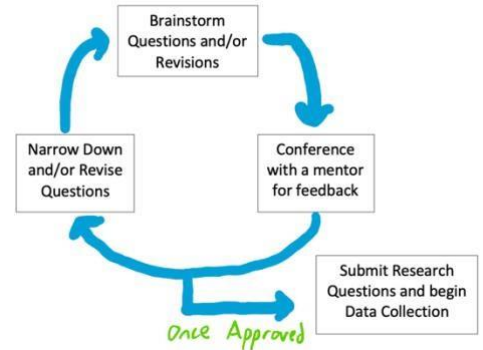 Brainstorm
Questions and/or
Revisions
Narrow Down
and/or Revise
Questions
Conference
with a mentor
for feedback
Submit Research
Questions and begin
Data Collection
Once Approved